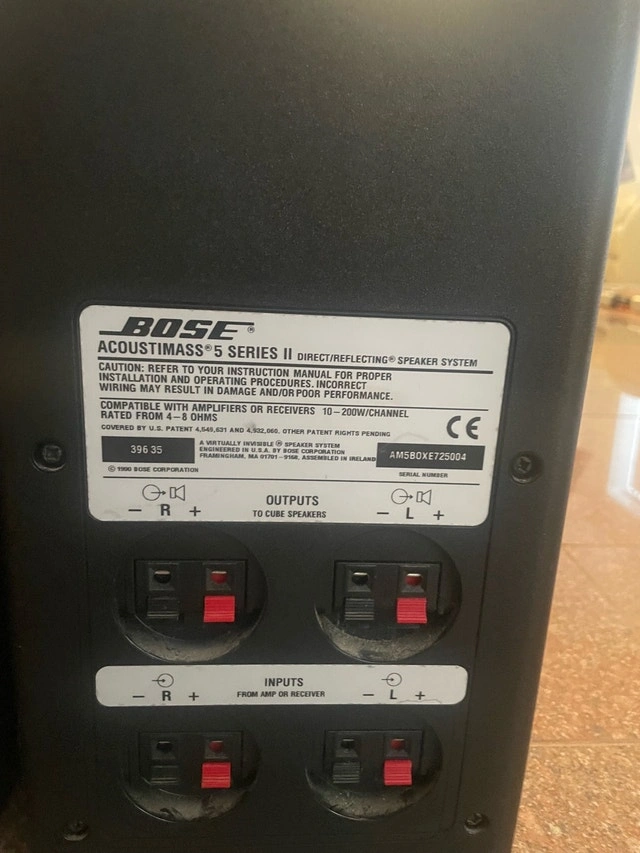 BOSE®
ACOUSTIMASS® 5 SERIES II DIRECT/REFLECTING® SPEAKER SYSTEM
CAUTION: REFER TO YOUR INSTRUCTION MANUAL FOR PROPER
INSTALLATION AND OPERATING PROCEDURES. INCORRECT
WIRING MAY RESULT IN DAMAGE AND/OR POOR PERFORMANCE.
COMPATIBLE WITH AMPLIFIERS OR RECEIVERS 10–200W/CHANNEL
RATED FROM 4–8 OHMS
CE
COVERED BY U.S. PATENT 4,549,631 AND 4,932,060. OTHER PATENT RIGHTS PENDING
396 35
A VIRTUALLY INVISIBLE® SPEAKER SYSTEM
ENGINEERED IN U.S.A. BY BOSE CORPORATION
FRAMINGHAM, MA 01701–9168, ASSEMBLED IN IRELAND
AM5BOXE725004
© 1990 BOSE CORPORATION
SERIAL NUMBER
– R +
OUTPUTS
TO CUBE SPEAKERS
– L +
– R +
INPUTS
FROM AMP OR RECEIVER
– L +